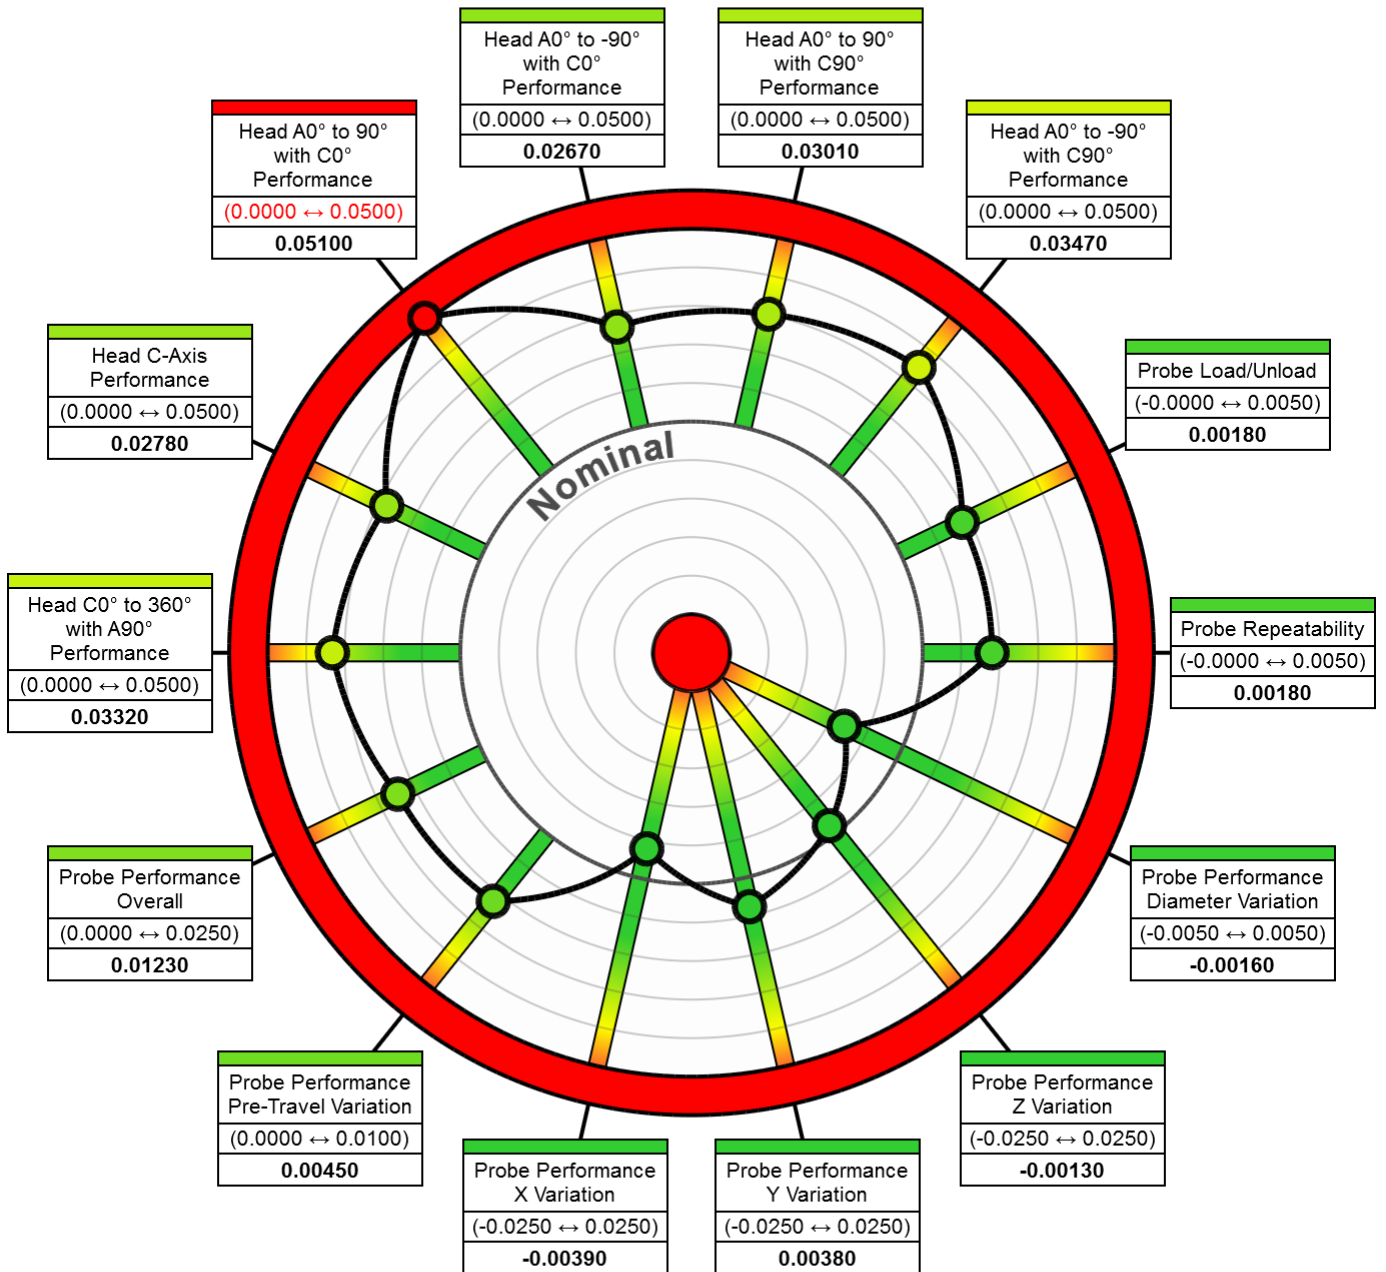 Head A0° to -90°
with C0°
Performance
(0.0000 ↔ 0.0500)
0.02670
Head A0° to 90°
with C90°
Performance
(0.0000 ↔ 0.0500)
0.03010
Head A0° to 90°
with C0°
Performance
(0.0000 ↔ 0.0500)
0.05100
Head A0° to -90°
with C90°
Performance
(0.0000 ↔ 0.0500)
0.03470
Head C-Axis
Performance
(0.0000 ↔ 0.0500)
0.02780
Probe Load/Unload
(-0.0000 ↔ 0.0050)
0.00180
Nominal
Head C0° to 360°
with A90°
Performance
(0.0000 ↔ 0.0500)
0.03320
Probe Repeatability
(-0.0000 ↔ 0.0050)
0.00180
Probe Performance
Overall
(0.0000 ↔ 0.0250)
0.01230
Probe Performance
Diameter Variation
(-0.0050 ↔ 0.0050)
-0.00160
Probe Performance
Pre-Travel Variation
(0.0000 ↔ 0.0100)
0.00450
Probe Performance
Z Variation
(-0.0250 ↔ 0.0250)
-0.00130
Probe Performance
X Variation
(-0.0250 ↔ 0.0250)
-0.00390
Probe Performance
Y Variation
(-0.0250 ↔ 0.0250)
0.00380